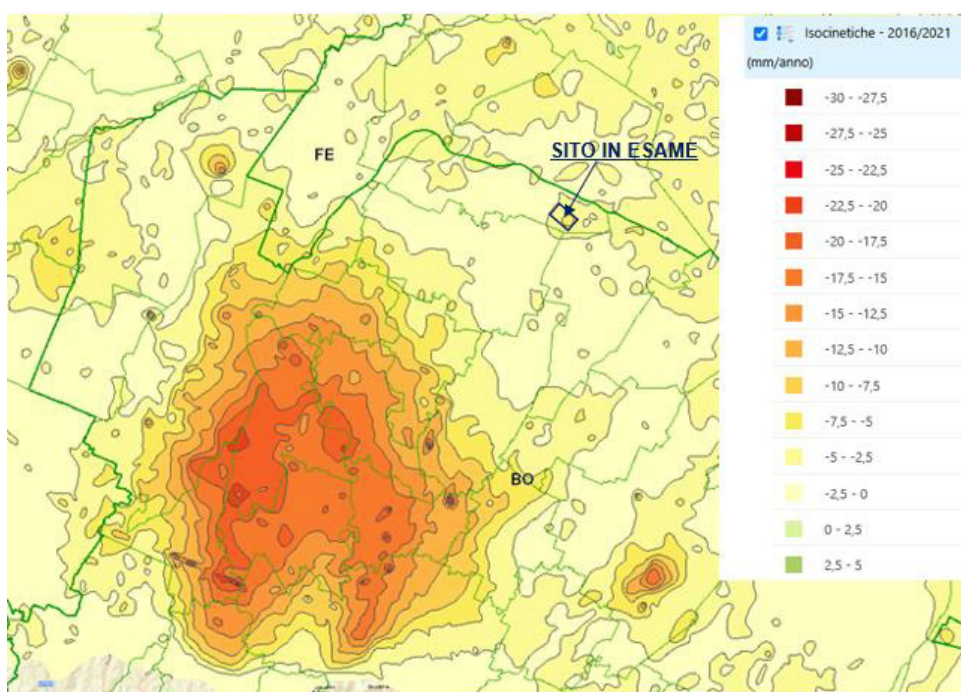 Isocinetiche - 2016/2021
(mm/anno)
-30 - -27,5
-27,5 - -25
-25 - -22,5
-22,5 - -20
-20 - -17,5
-17,5 - -15
-15 - -12,5
-12,5 - -10
-10 - -7,5
-7,5 - -5
-5 - -2,5
-2,5 - 0
0 - 2,5
2,5 - 5
SITO IN ESAME
FE
BO